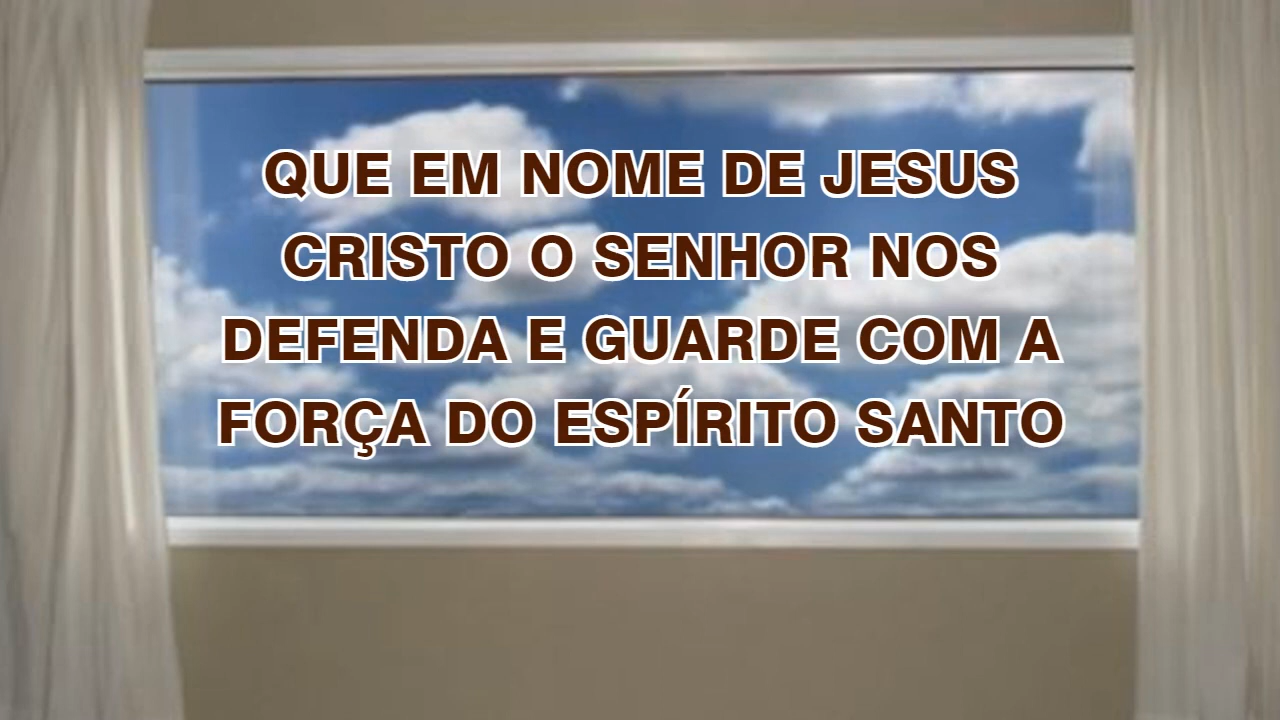 QUE EM NOME DE JESUS
CRISTO O SENHOR NOS
DEFENDA E GUARDE COM A
FORÇA DO ESPÍRITO SANTO